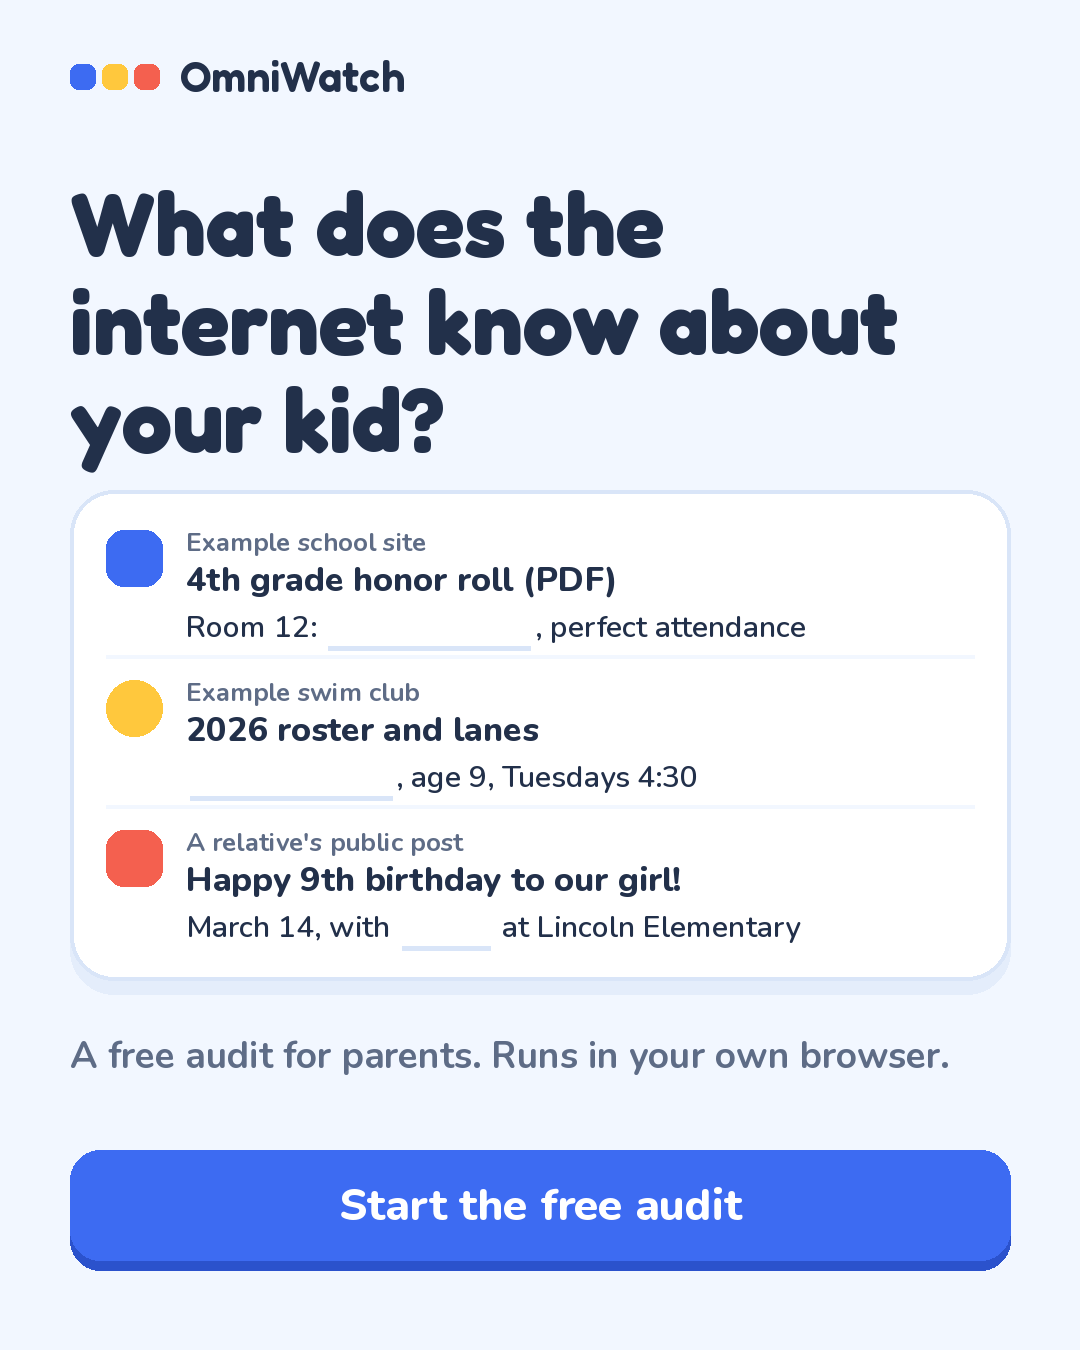 OmniWatch
What does the
internet know about
your kid?
Example school site
4th grade honor roll (PDF)
Room 12: , perfect attendance
Example swim club
2026 roster and lanes
, age 9, Tuesdays 4:30
A relative's public post
Happy 9th birthday to our girl!
March 14, with at Lincoln Elementary
A free audit for parents. Runs in your own browser.
Start the free audit